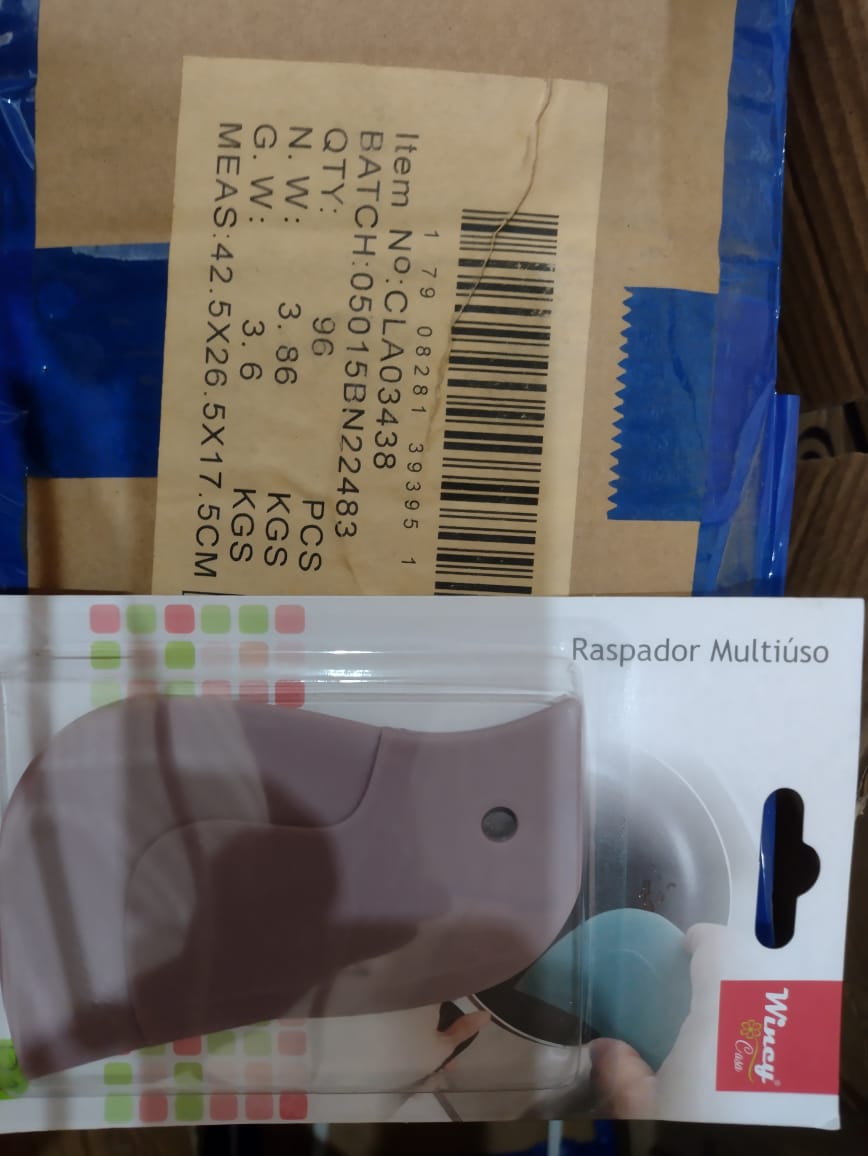 1 79 08281 39395 1
Item No:CLA03438
BATCH:05015BN22483
QTY: 96 PCS
N. W: 3. 86 KGS
G. W: 3. 6 KGS
MEAS:42.5X26.5X17.5CM
Raspador Multiúso
Wincy®
Casa